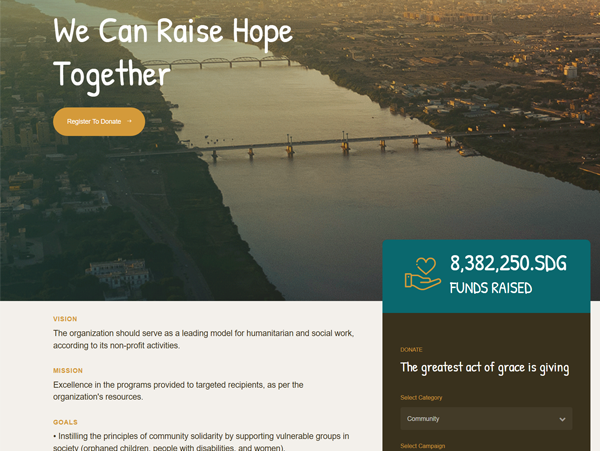 We Can Raise Hope
Together
Register To Donate →
8,382,250.SDG
FUNDS RAISED
VISION
The organization should serve as a leading model for humanitarian and social work,
according to its non-profit activities.
MISSION
Excellence in the programs provided to targeted recipients, as per the
organization's resources.
GOALS
• Instilling the principles of community solidarity by supporting vulnerable groups in
society (orphaned children, people with disabilities, and women).
DONATE
The greatest act of grace is giving
Select Category
Community
Select Campaign